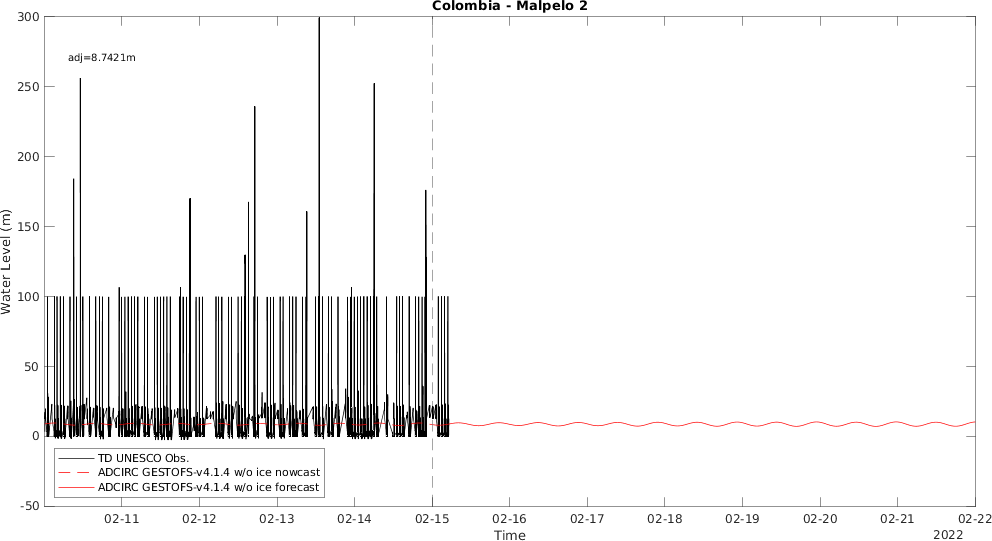 Colombia - Malpelo 2
300
adj=8.7421m
250
200
150
100
50
0
-50
Water Level (m)
TD UNESCO Obs.
ADCIRC GESTOFS-v4.1.4 w/o ice nowcast
ADCIRC GESTOFS-v4.1.4 w/o ice forecast
02-11 02-12 02-13 02-14 02-15 02-16 02-17 02-18 02-19 02-20 02-21 02-22
Time 2022